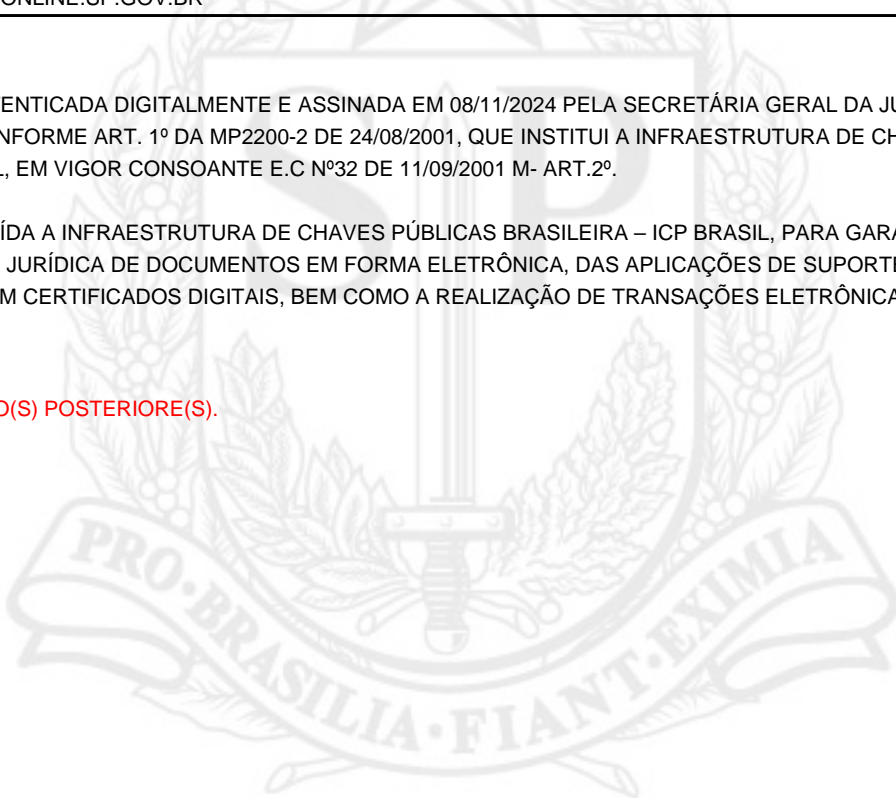 ONLINE.SP.GOV.BR
ENTICADA DIGITALMENTE E ASSINADA EM 08/11/2024 PELA SECRETÁRIA GERAL DA JU
NFORME ART. 1º DA MP2200-2 DE 24/08/2001, QUE INSTITUI A INFRAESTRUTURA DE CH
, EM VIGOR CONSOANTE E.C Nº32 DE 11/09/2001 M- ART.2º.
ÍDA A INFRAESTRUTURA DE CHAVES PÚBLICAS BRASILEIRA – ICP BRASIL, PARA GARA
JURÍDICA DE DOCUMENTOS EM FORMA ELETRÔNICA, DAS APLICAÇÕES DE SUPORTE
M CERTIFICADOS DIGITAIS, BEM COMO A REALIZAÇÃO DE TRANSAÇÕES ELETRÔNICA
O(S) POSTERIORE(S).
SP
PRO·BRASILIA·FIANT·EXIMIA